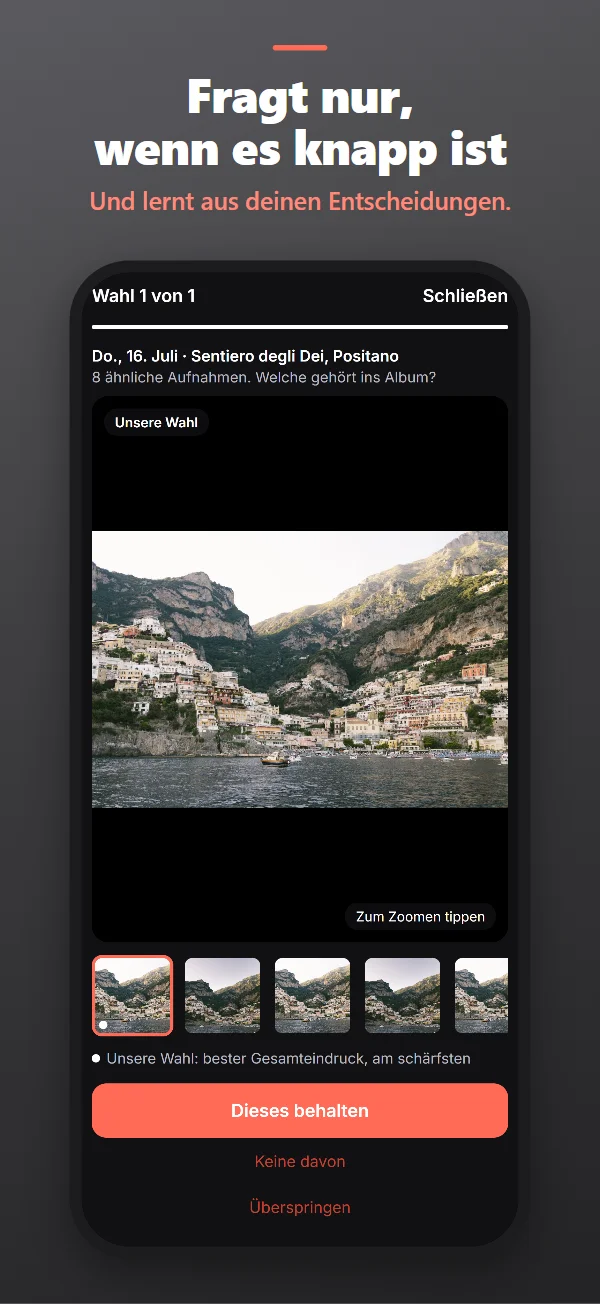 Fragt nur,
wenn es knapp ist
Und lernt aus deinen Entscheidungen.
Wahl 1 von 1
Schließen
Do., 16. Juli · Sentiero degli Dei, Positano
8 ähnliche Aufnahmen. Welche gehört ins Album?
Unsere Wahl
Zum Zoomen tippen
Unsere Wahl: bester Gesamteindruck, am schärfsten
Dieses behalten
Keine davon
Überspringen